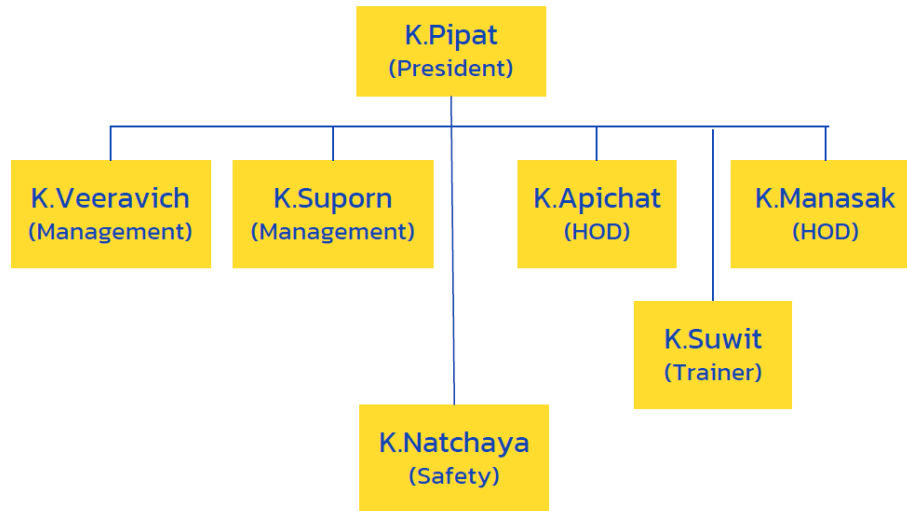 K.Pipat
(President)
K.Veeravich
(Management)
K.Suporn
(Management)
K.Apichat
(HOD)
K.Manasak
(HOD)
K.Suwit
(Trainer)
K.Natchaya
(Safety)